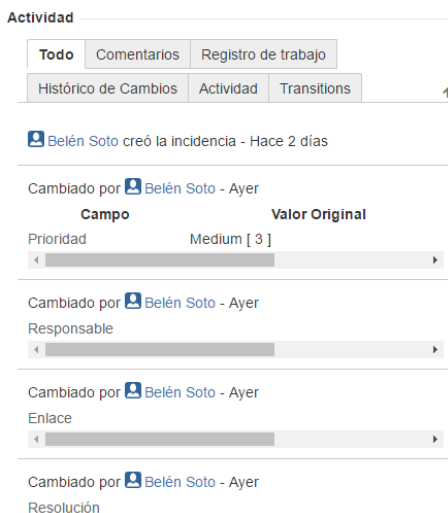 Actividad
Todo Comentarios Registro de trabajo
Histórico de Cambios Actividad Transitions
Belén Soto creó la incidencia - Hace 2 días
Cambiado por Belén Soto - Ayer
Campo Valor Original
Prioridad Medium [ 3 ]
Cambiado por Belén Soto - Ayer
Responsable
Cambiado por Belén Soto - Ayer
Enlace
Cambiado por Belén Soto - Ayer
Resolución